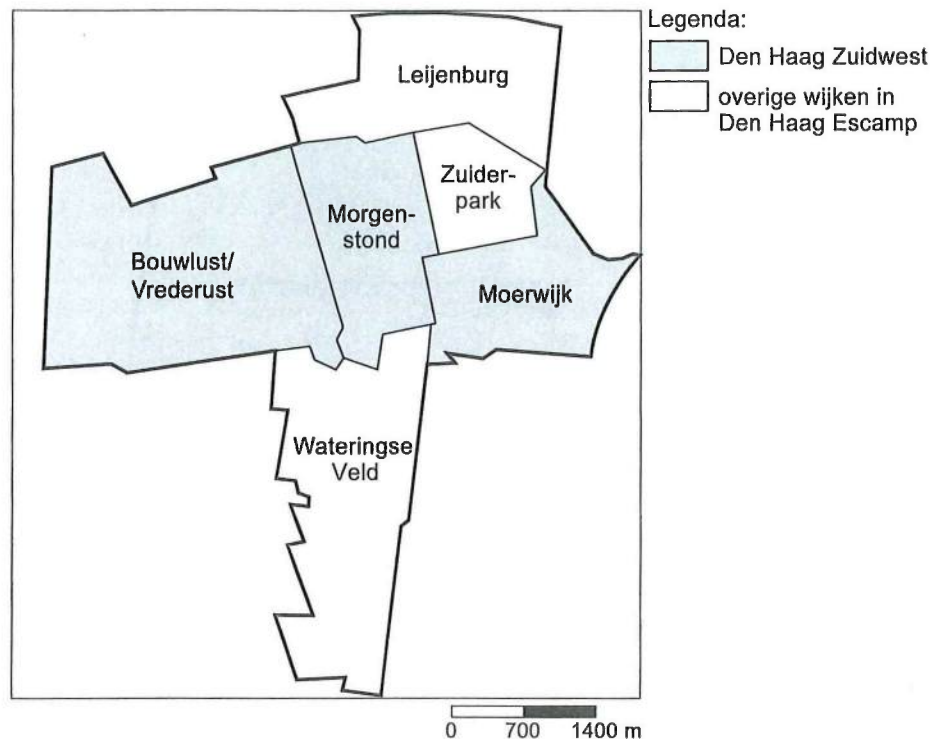 Legenda:
Den Haag Zuidwest
overige wijken in
Den Haag Escamp
Leijenburg
Zuider-
park
Morgen-
stond
Bouwlust/
Vrederust
Moerwijk
Wateringse
Veld
0 700 1400 m